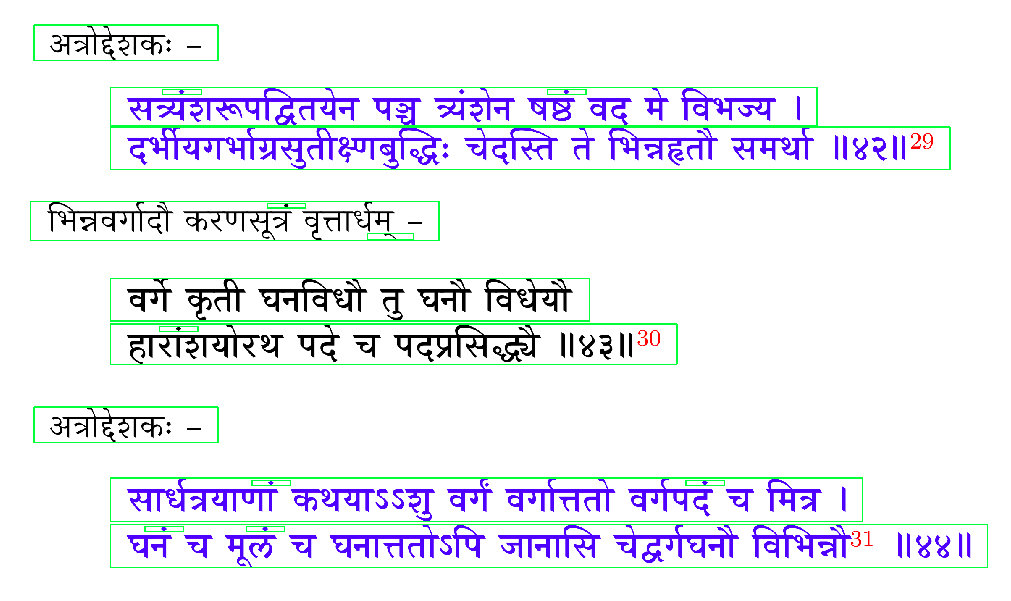 अत्रोद्देशकः –
सत्र्यंशरूपद्वितयेन पञ्च त्र्यंशेन षष्ठं वद मे विभज्य ।
दर्भीयगर्भाग्रसुतीक्ष्णबुद्धिः चेदस्ति ते भिन्नहृतौ समर्था ॥४२॥29
भिन्नवर्गादौ करणसूत्रं वृत्तार्धम् –
वर्गे कृती घनविधौ तु घनौ विधेयौ
हारांशयोरथ पदे च पदप्रसिद्ध्यै ॥४३॥30
अत्रोद्देशकः –
सार्धत्रयाणां कथयाऽऽशु वर्गं वर्गात्ततो वर्गपदं च मित्र ।
घनं च मूलं च घनात्ततोऽपि जानासि चेद्वर्गघनौ विभिन्नौ31 ॥४४॥